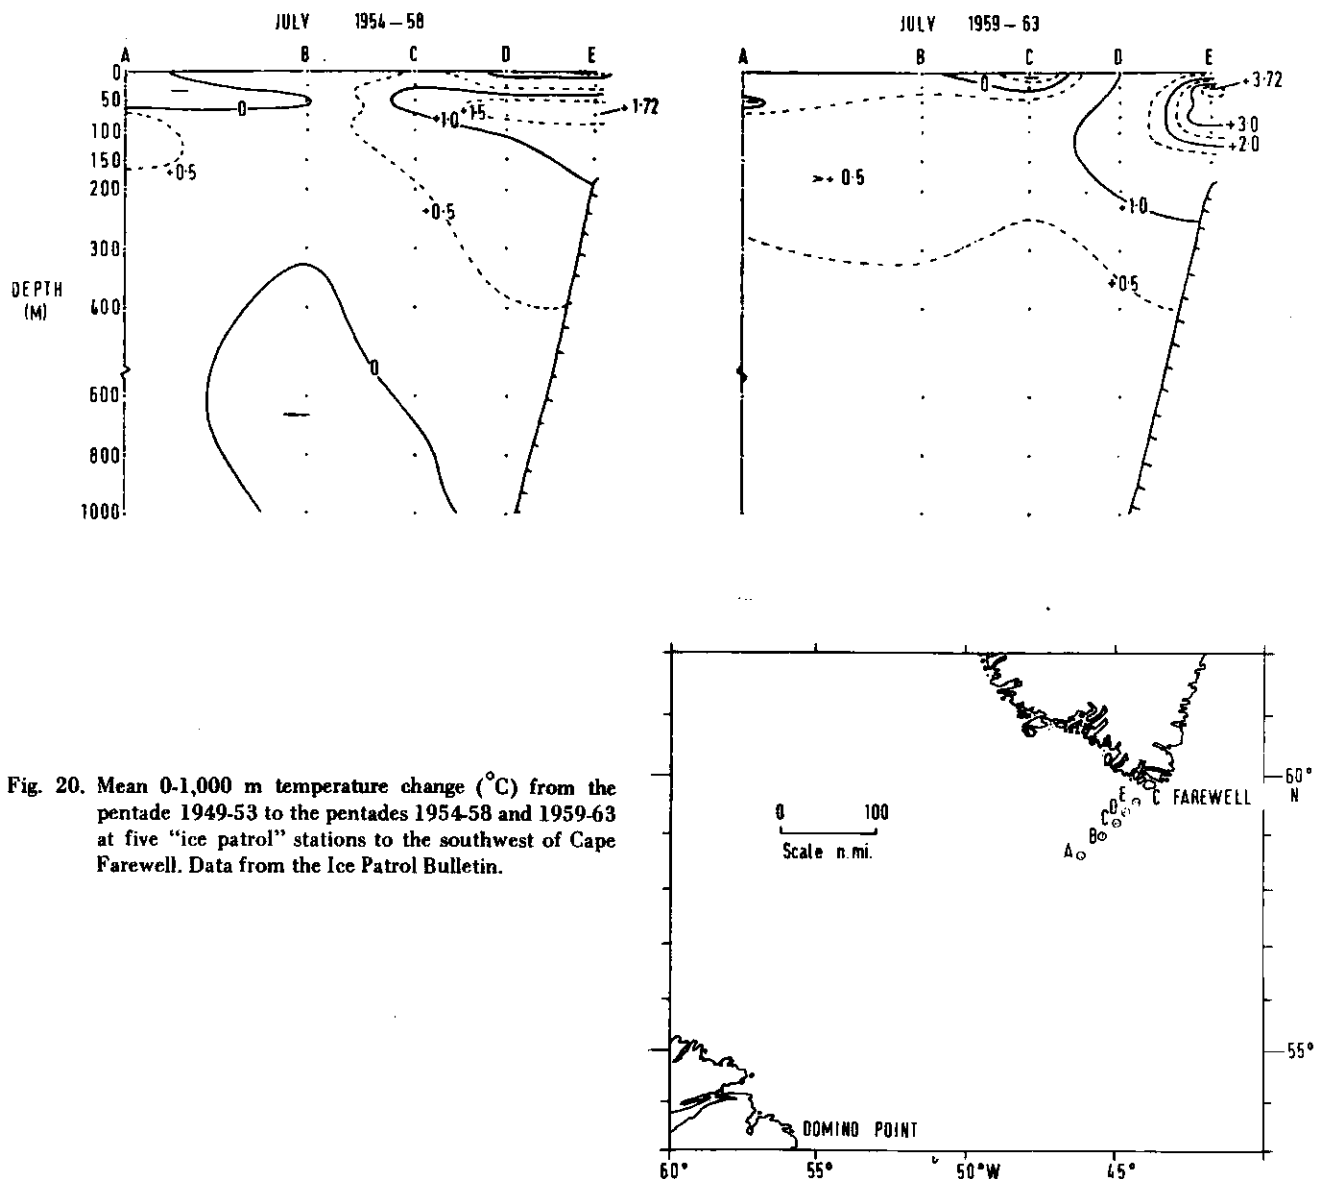 JULY 1954-58
A B C D E
0
50
100
150
200
300
DEPTH
(M)
400
600
800
1000
0
+1.0
+1.5
+1.72
+0.5
+0.5
0
JULY 1959-63
A B C D E
0
+3.72
+3.0
+2.0
>+0.5
+1.0
+0.5
Fig. 20. Mean 0-1,000 m temperature change (°C) from the
pentade 1949-53 to the pentades 1954-58 and 1959-63
at five “ice patrol” stations to the southwest of Cape
Farewell. Data from the Ice Patrol Bulletin.
60°
N
E
C FAREWELL
D
C
B
A
0 100
Scale n.mi.
55°
DOMINO POINT
60° 55° 50°W 45°